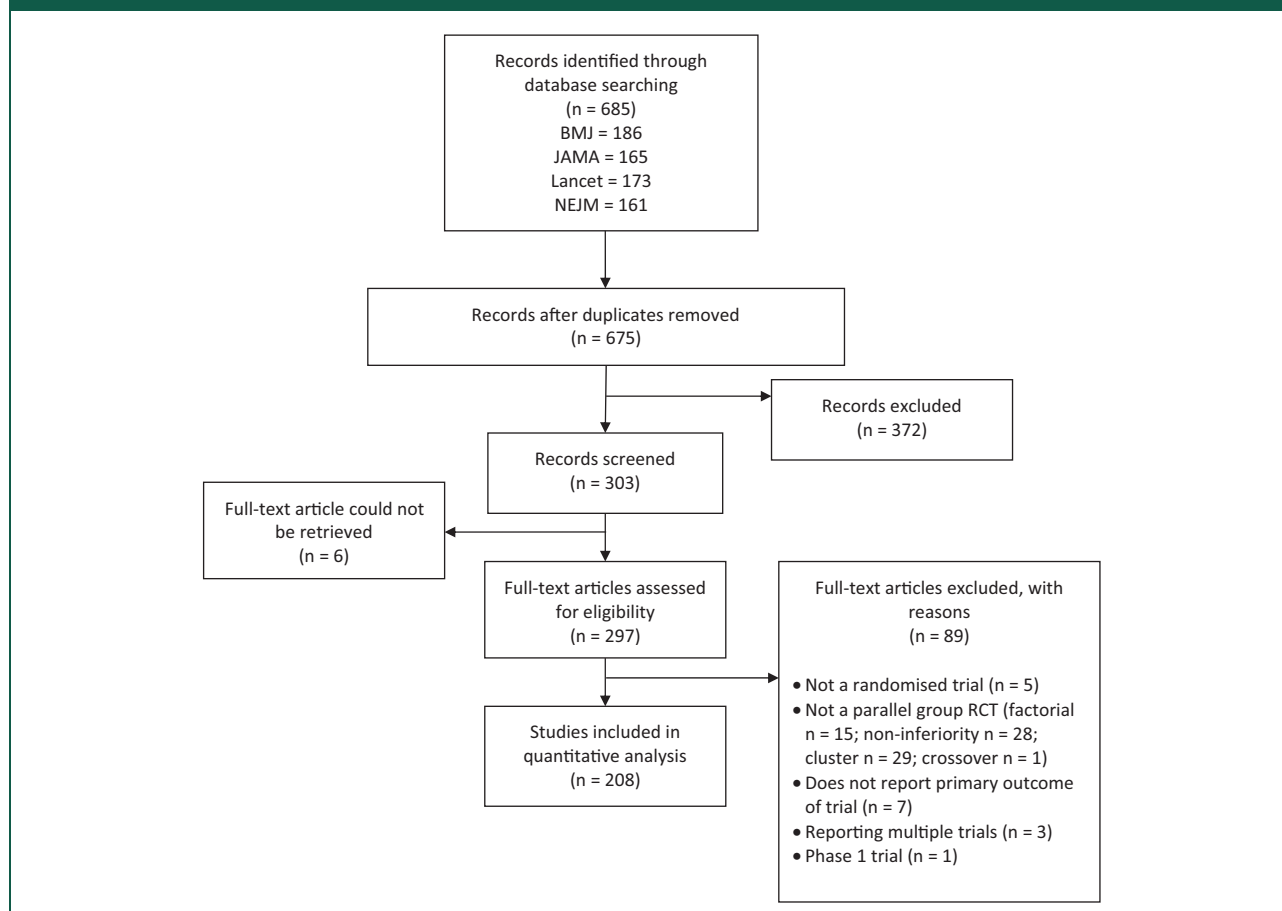 Records identified through
database searching
(n = 685)
BMJ = 186
JAMA = 165
Lancet = 173
NEJM = 161
Records after duplicates removed
(n = 675)
Records excluded
(n = 372)
Records screened
(n = 303)
Full-text article could not
be retrieved
(n = 6)
Full-text articles assessed
for eligibility
(n = 297)
Full-text articles excluded, with
reasons
(n = 89)
• Not a randomised trial (n = 5)
• Not a parallel group RCT (factorial
n = 15; non-inferiority n = 28;
cluster n = 29; crossover n = 1)
• Does not report primary outcome
of trial (n = 7)
• Reporting multiple trials (n = 3)
• Phase 1 trial (n = 1)
Studies included in
quantitative analysis
(n = 208)